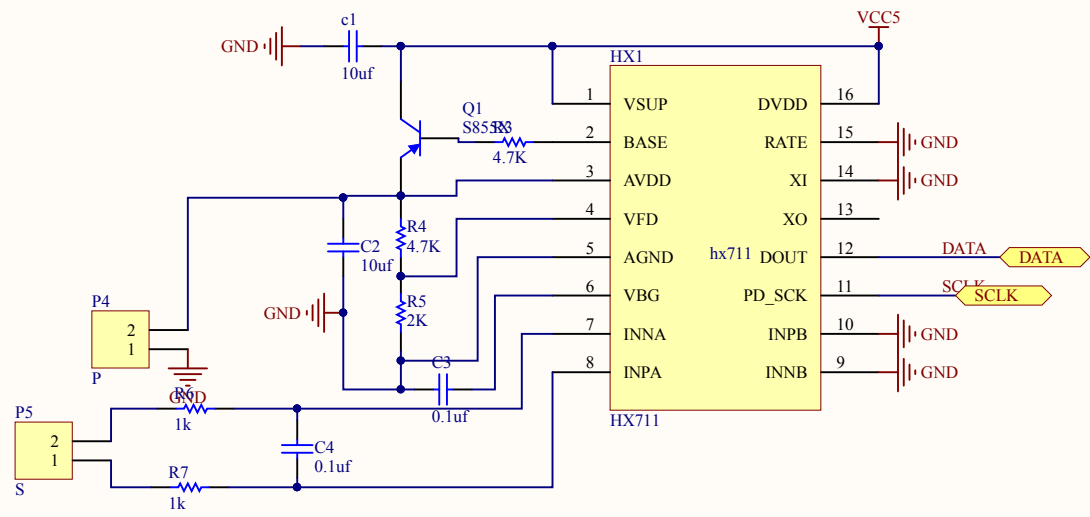 c1
GND
10uf
VCC5
HX1
Q1
R3
4.7K
1 VSUP DVDD 16
2 BASE RATE 15 GND
3 AVDD XI 14 GND
4 VFD XO 13
5 AGND hx711 DOUT 12 DATA DATA
6 VBG PD_SCK 11 SCLK SCLK
7 INNA INPB 10 GND
8 INPA INNB 9 GND
HX711
R4
4.7K
C2
10uf
R5
2K
GND
C3
0.1uf
P4
2
1
P
GND
R6
1k
P5
2
1
S
C4
0.1uf
R7
1k